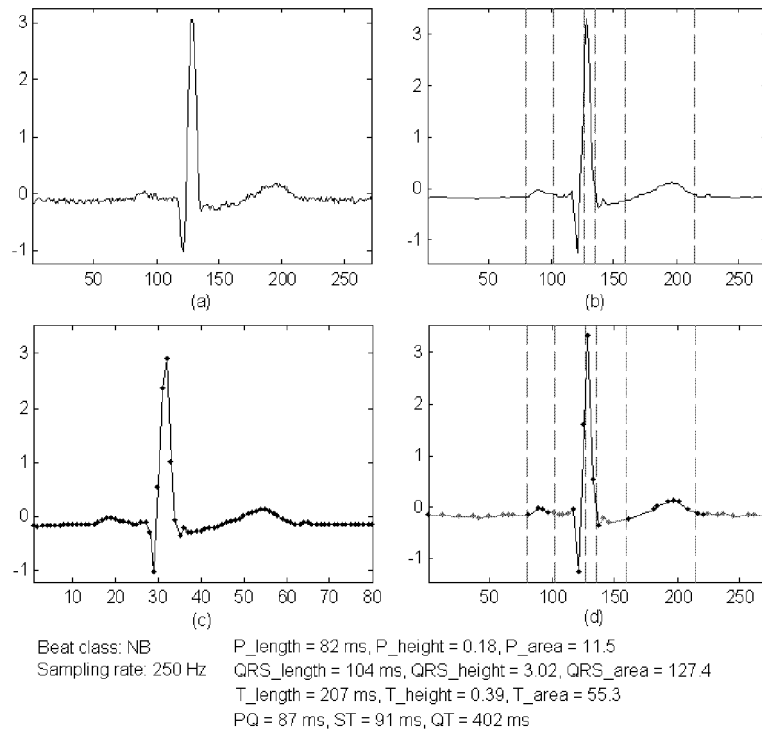 3
2
1
0
-1
50 100 150 200 250
(a)
3
2
1
0
-1
50 100 150 200 250
(b)
3
2
1
0
-1
10 20 30 40 50 60 70 80
(c)
3
2
1
0
-1
50 100 150 200 250
(d)
Beat class: NB
Sampling rate: 250 Hz
P_length = 82 ms, P_height = 0.18, P_area = 11.5
QRS_length = 104 ms, QRS_height = 3.02, QRS_area = 127.4
T_length = 207 ms, T_height = 0.39, T_area = 55.3
PQ = 87 ms, ST = 91 ms, QT = 402 ms